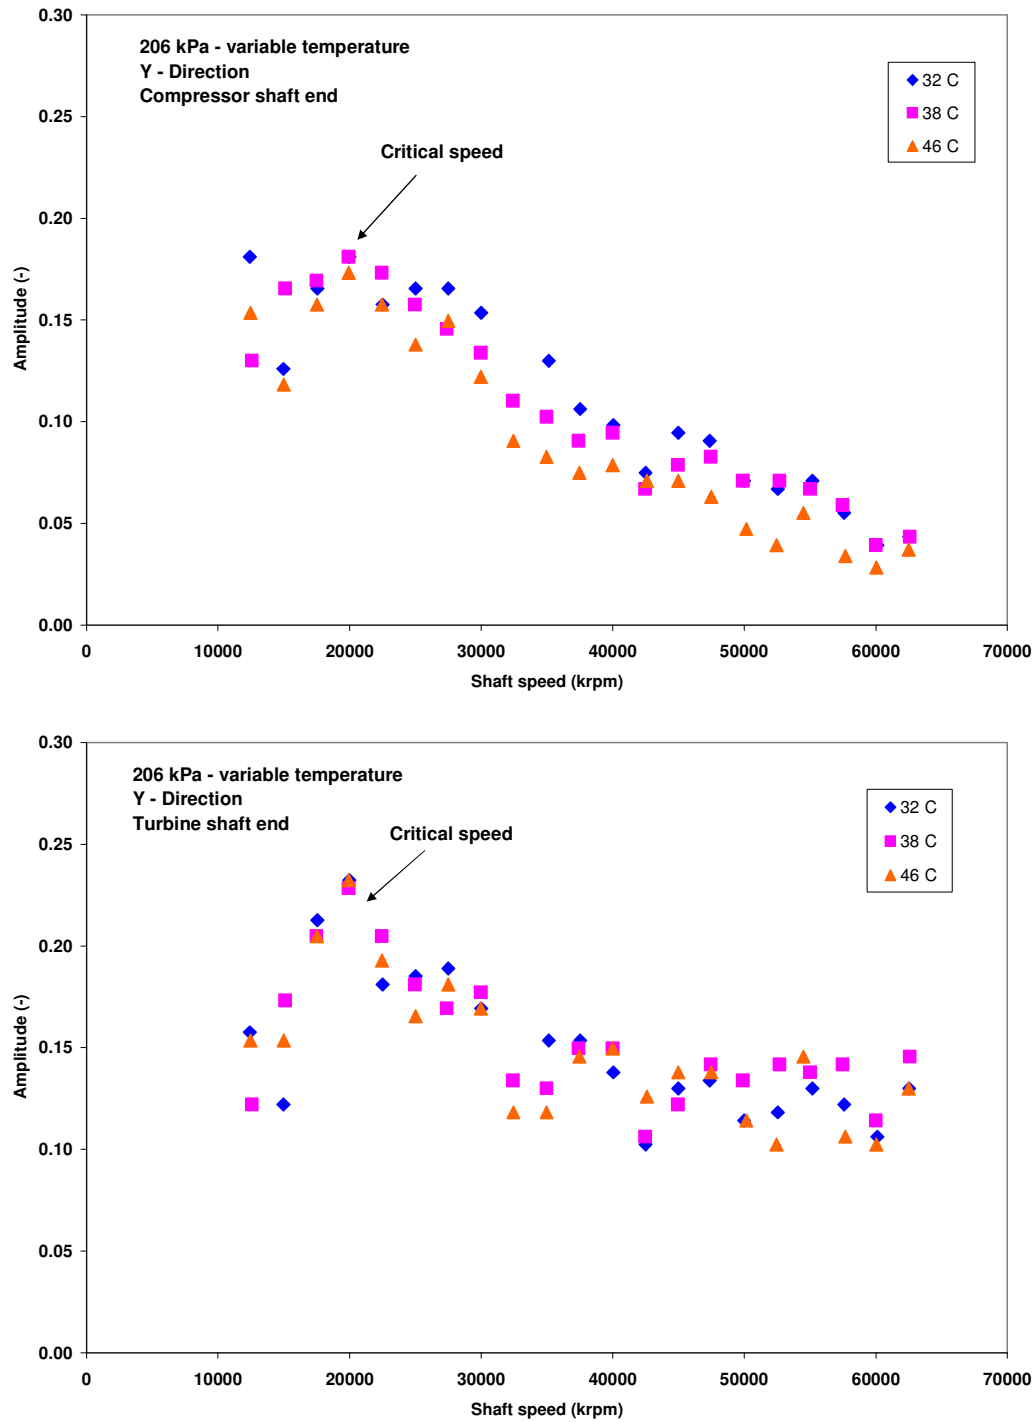 0.30
206 kPa - variable temperature
Y - Direction
Compressor shaft end
32 C
38 C
46 C
0.25
Critical speed
0.20
0.15
0.10
0.05
0.00
Amplitude (-)
0 10000 20000 30000 40000 50000 60000 70000
Shaft speed (krpm)
0.30
206 kPa - variable temperature
Y - Direction
Turbine shaft end
32 C
38 C
46 C
Critical speed
0.25
0.20
0.15
0.10
0.05
0.00
Amplitude (-)
0 10000 20000 30000 40000 50000 60000 70000
Shaft speed (krpm)